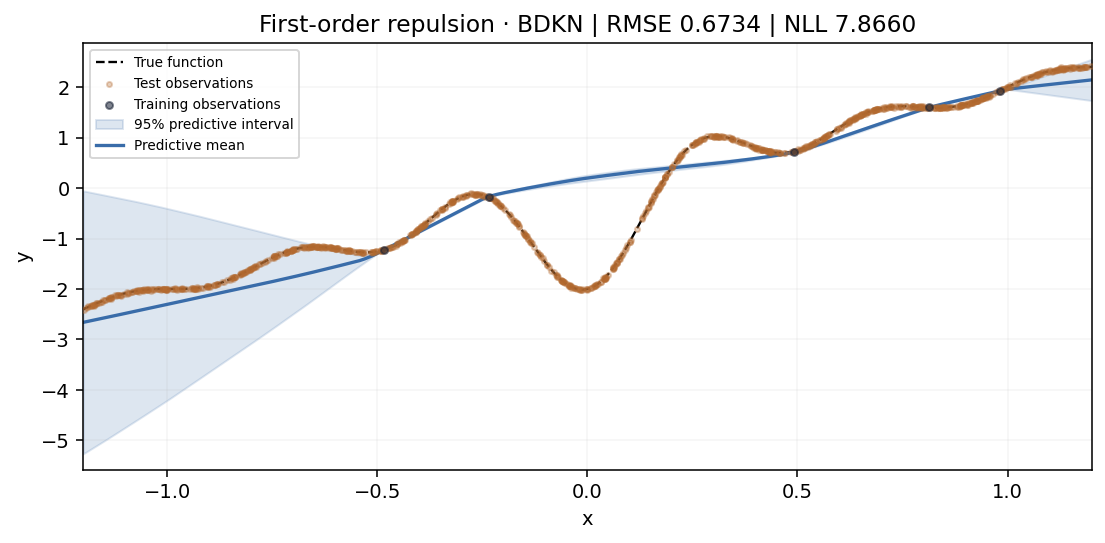 First-order repulsion · BDKN | RMSE 0.6734 | NLL 7.8660
True function
Test observations
Training observations
95% predictive interval
Predictive mean
y
2
1
0
−1
−2
−3
−4
−5
−1.0 −0.5 0.0 0.5 1.0
x